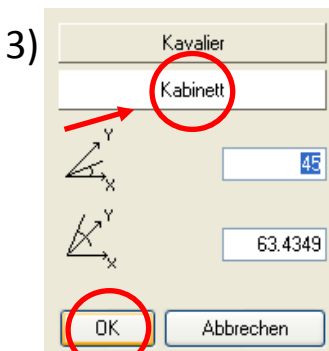 3)
Kavalier
Kabinett
Y
X
45
Y
X
63.4349
OK Abbrechen